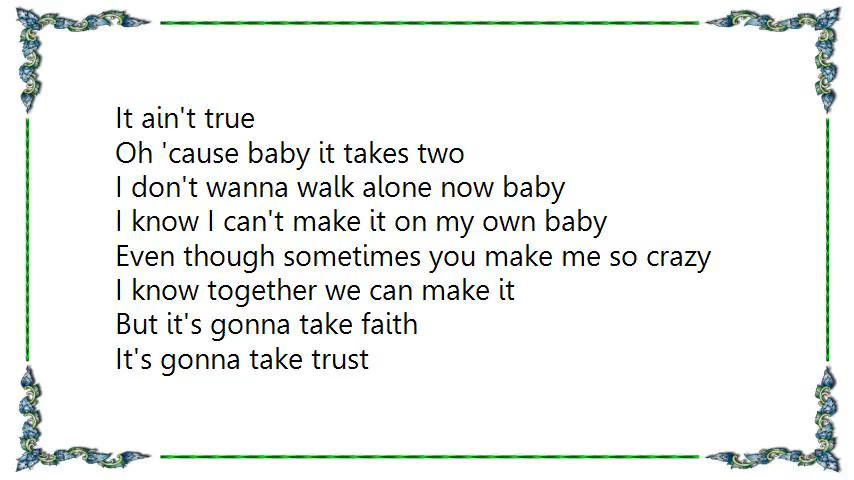 It ain't true
Oh 'cause baby it takes two
I don't wanna walk alone now baby
I know I can't make it on my own baby
Even though sometimes you make me so crazy
I know together we can make it
But it's gonna take faith
It's gonna take trust